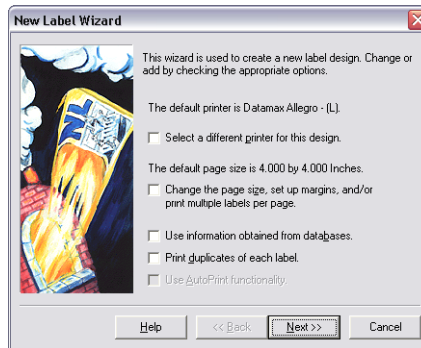 New Label Wizard
This wizard is used to create a new label design. Change or
add by checking the appropriate options.
The default printer is Datamax Allegro - (L).
Select a different printer for this design.
The default page size is 4.000 by 4.000 Inches.
Change the page size, set up margins, and/or
print multiple labels per page.
Use information obtained from databases.
Print duplicates of each label.
Use AutoPrint functionality.
NL
Help
<< Back
Next >>
Cancel